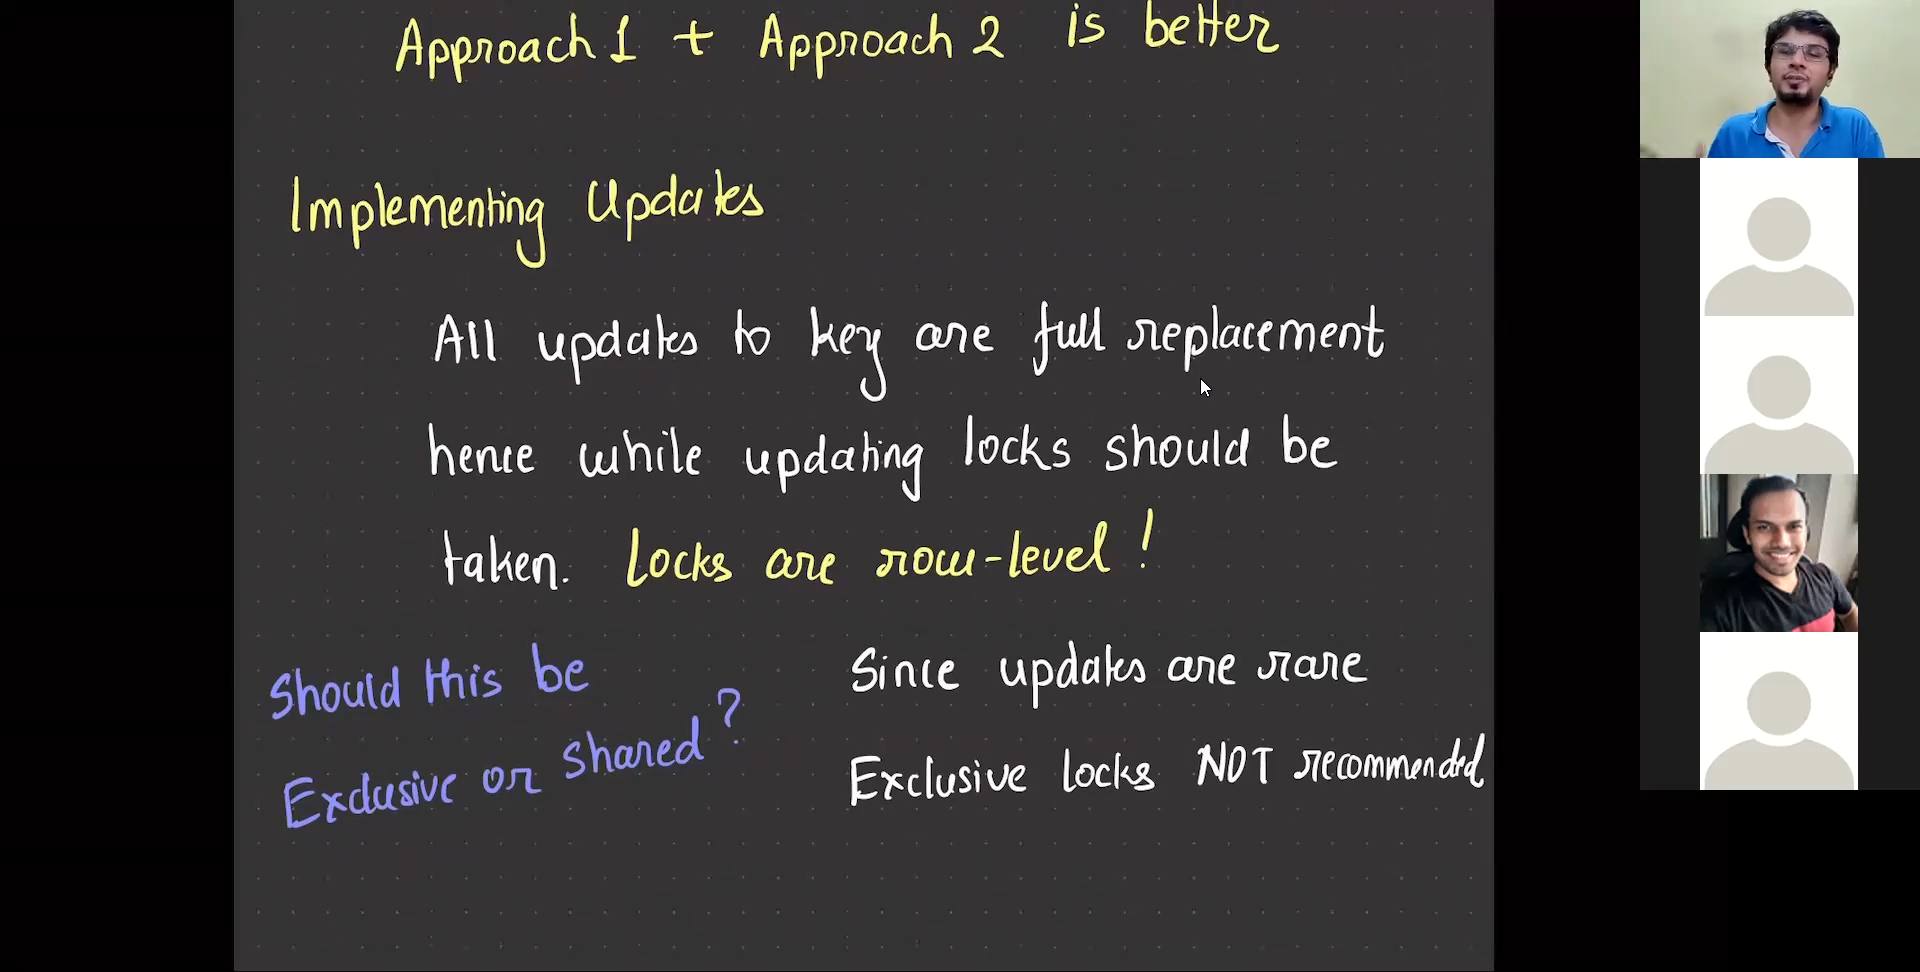 Approach 1 + Approach 2 is better
Implementing Updates
All updates to key are full replacement
hence while updating locks should be
taken. Locks are row-level!
Should this be
Exclusive or shared?
Since updates are rare
Exclusive locks NOT recommended